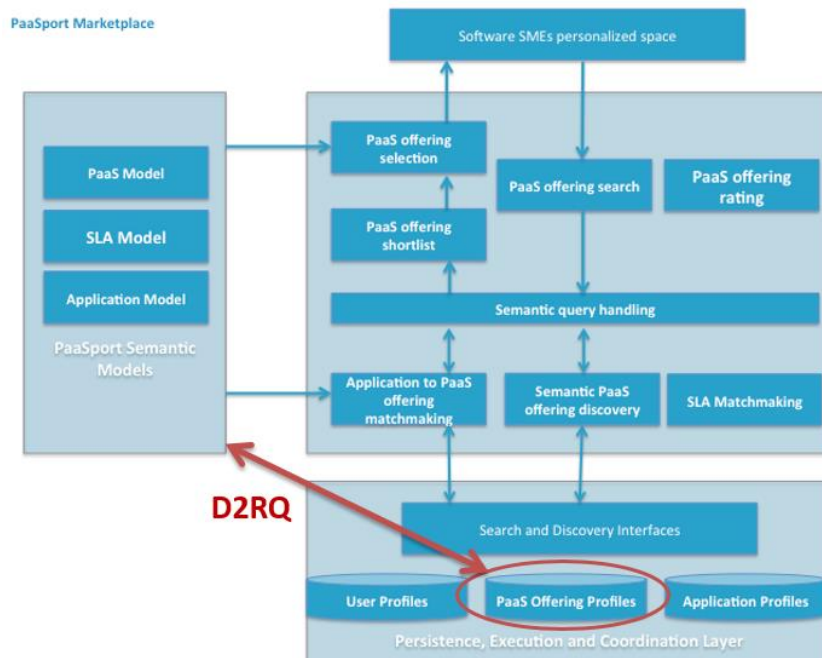 PaaSport Marketplace
Software SMEs personalized space
PaaS Model
SLA Model
Application Model
PaaSport Semantic
Models
PaaS offering
selection
PaaS offering search
PaaS offering
rating
PaaS offering
shortlist
Semantic query handling
Application to PaaS
offering
matchmaking
Semantic PaaS
offering discovery
SLA Matchmaking
D2RQ
Search and Discovery Interfaces
User Profiles
PaaS Offering Profiles
Application Profiles
Persistence, Execution and Coordination Layer